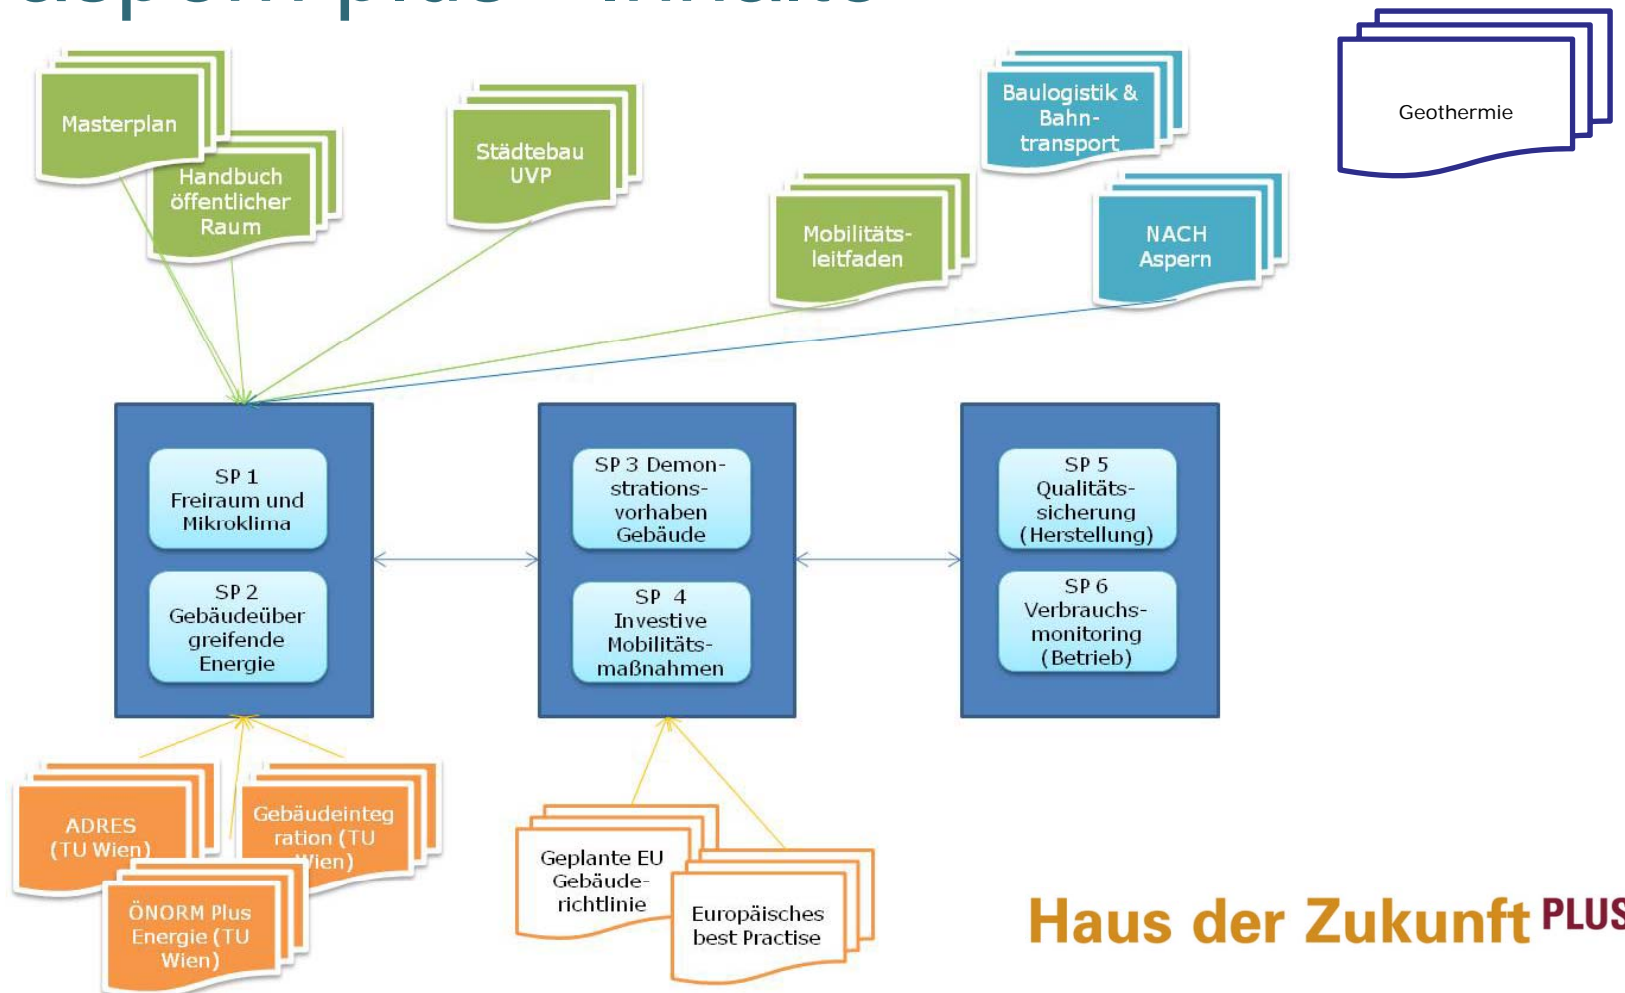 aspern plus - Inhalte
Masterplan
Handbuch
öffentlicher
Raum
Städtebau
UVP
Mobilitäts-
leitfaden
Baulogistik &
Bahn-
transport
NACH
Aspern
Geothermie
SP 1
Freiraum und
Mikroklima
SP 2
Gebäudeüber
greifende
Energie
SP 3 Demon-
strations-
vorhaben
Gebäude
SP 4
Investive
Mobilitäts-
maßnahmen
SP 5
Qualitäts-
sicherung
(Herstellung)
SP 6
Verbrauchs-
monitoring
(Betrieb)
ADRES
(TU Wien)
Gebäudeinteg
ration (TU
Wien)
ÖNORM Plus
Energie (TU
Wien)
Geplante EU
Gebäude-
richtlinie
Europäisches
best Practise
Haus der Zukunft PLUS